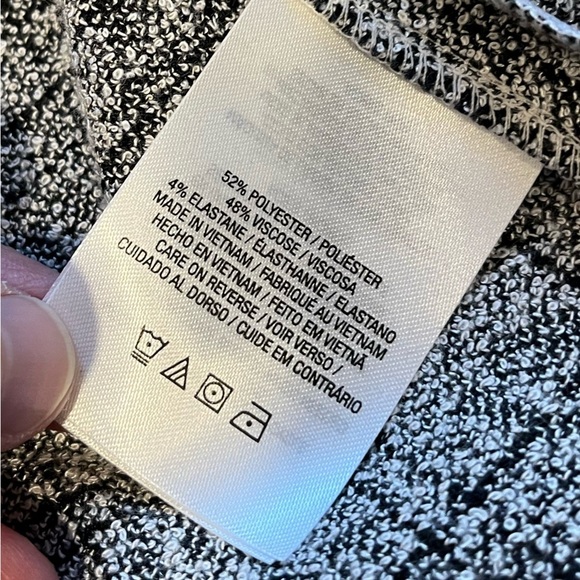 52% POLYESTER / POLIÉSTER
48% VISCOSE / VISCOSA
4% ELASTANE / ÉLASTHANNE / ELASTANO
MADE IN VIETNAM / FABRIQUÉ AU VIETNAM
HECHO EN VIETNAM / FEITO EM VIETNÃ
CARE ON REVERSE / VOIR VERSO /
CUIDADO AL DORSO / CUIDE EM CONTRÁRIO